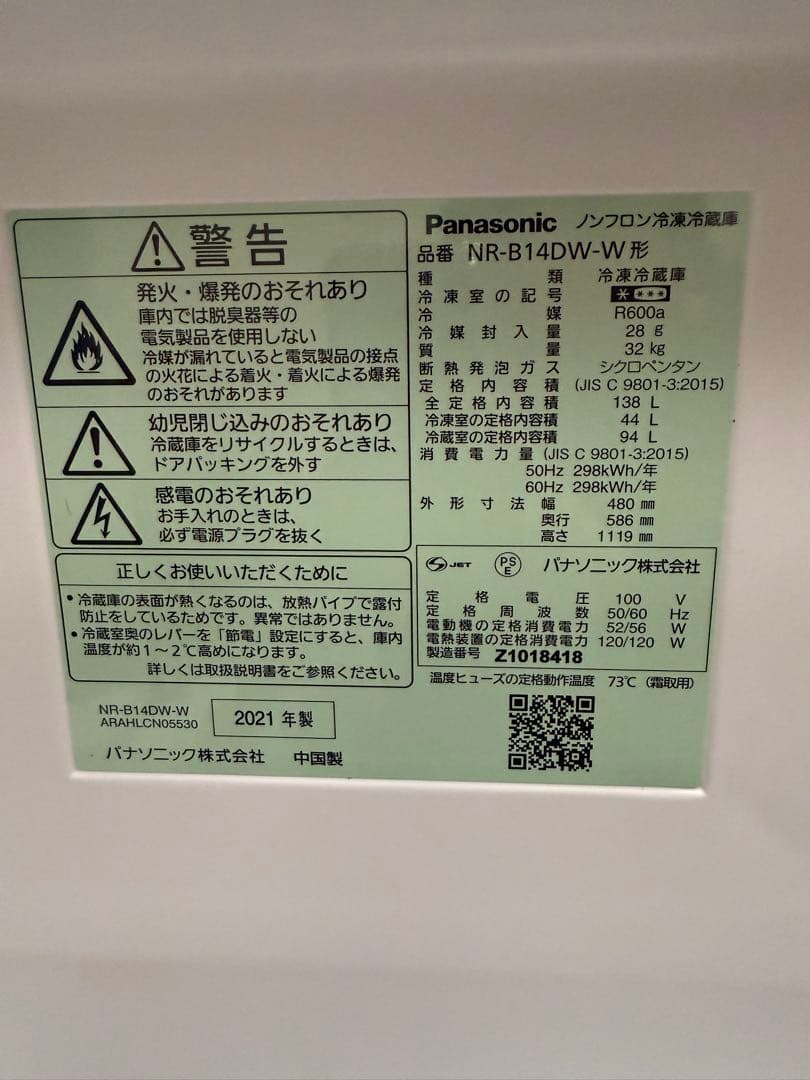 警告
発火・爆発のおそれあり
庫内では脱臭器等の
電気製品を使用しない
冷媒が漏れていると電気製品の接点
の火花による着火・着火による爆発
のおそれがあります
幼児閉じ込みのおそれあり
冷蔵庫をリサイクルするときは、
ドアパッキングを外す
感電のおそれあり
お手入れのときは、
必ず電源プラグを抜く
正しくお使いいただくために
•冷蔵庫の表面が熱くなるのは、放熱パイプで露付
防止をしているためです。異常ではありません。
•冷蔵室奥のレバーを「節電」設定にすると、庫内
温度が約1～2℃高めになります。
詳しくは取扱説明書をご参照ください。
NR-B14DW-W
ARAHLCN05530
2021年製
パナソニック株式会社 中国製
Panasonic ノンフロン冷凍冷蔵庫
品番 NR-B14DW-W形
種類 冷凍冷蔵庫
冷凍室の記号 ＊＊＊＊
冷媒 R600a
冷媒封入量 28 g
質量 32 kg
断熱発泡ガス シクロペンタン
定格内容積 (JIS C 9801-3:2015)
全定格内容積 138 L
冷凍室の定格内容積 44 L
冷蔵室の定格内容積 94 L
消費電力量 (JIS C 9801-3:2015)
50Hz 298kWh/年
60Hz 298kWh/年
外形寸法 幅 480 mm
奥行 586 mm
高さ 1119 mm
JET PSE パナソニック株式会社
定格電圧 100 V
定格周波数 50/60 Hz
電動機の定格消費電力 52/56 W
電熱装置の定格消費電力 120/120 W
製造番号 Z1018418
温度ヒューズの定格動作温度 73℃（霜取用）